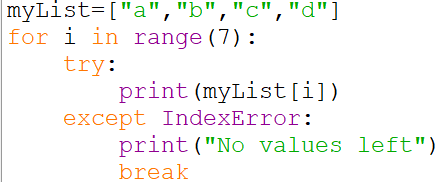 myList=["a","b","c","d"]
for i in range(7):
    try:
        print(myList[i])
    except IndexError:
        print("No values left")
        break